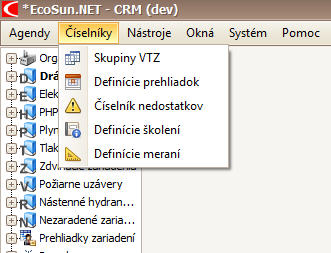 *EcoSun.NET - CRM (dev)
Agendy Číselníky Nástroje Okná Systém Pomoc
Skupiny VTZ
Definície prehliadok
Číselník nedostatkov
Definície školení
Definície meraní
Org
D Drá
E Elek
H PHP
P Plyn
T Tlak
Z Zdvíhacie zariadenia
V Požiarne uzávery
N Nástenné hydran...
R Nezaradené zaria...
Prehliadky zariadení